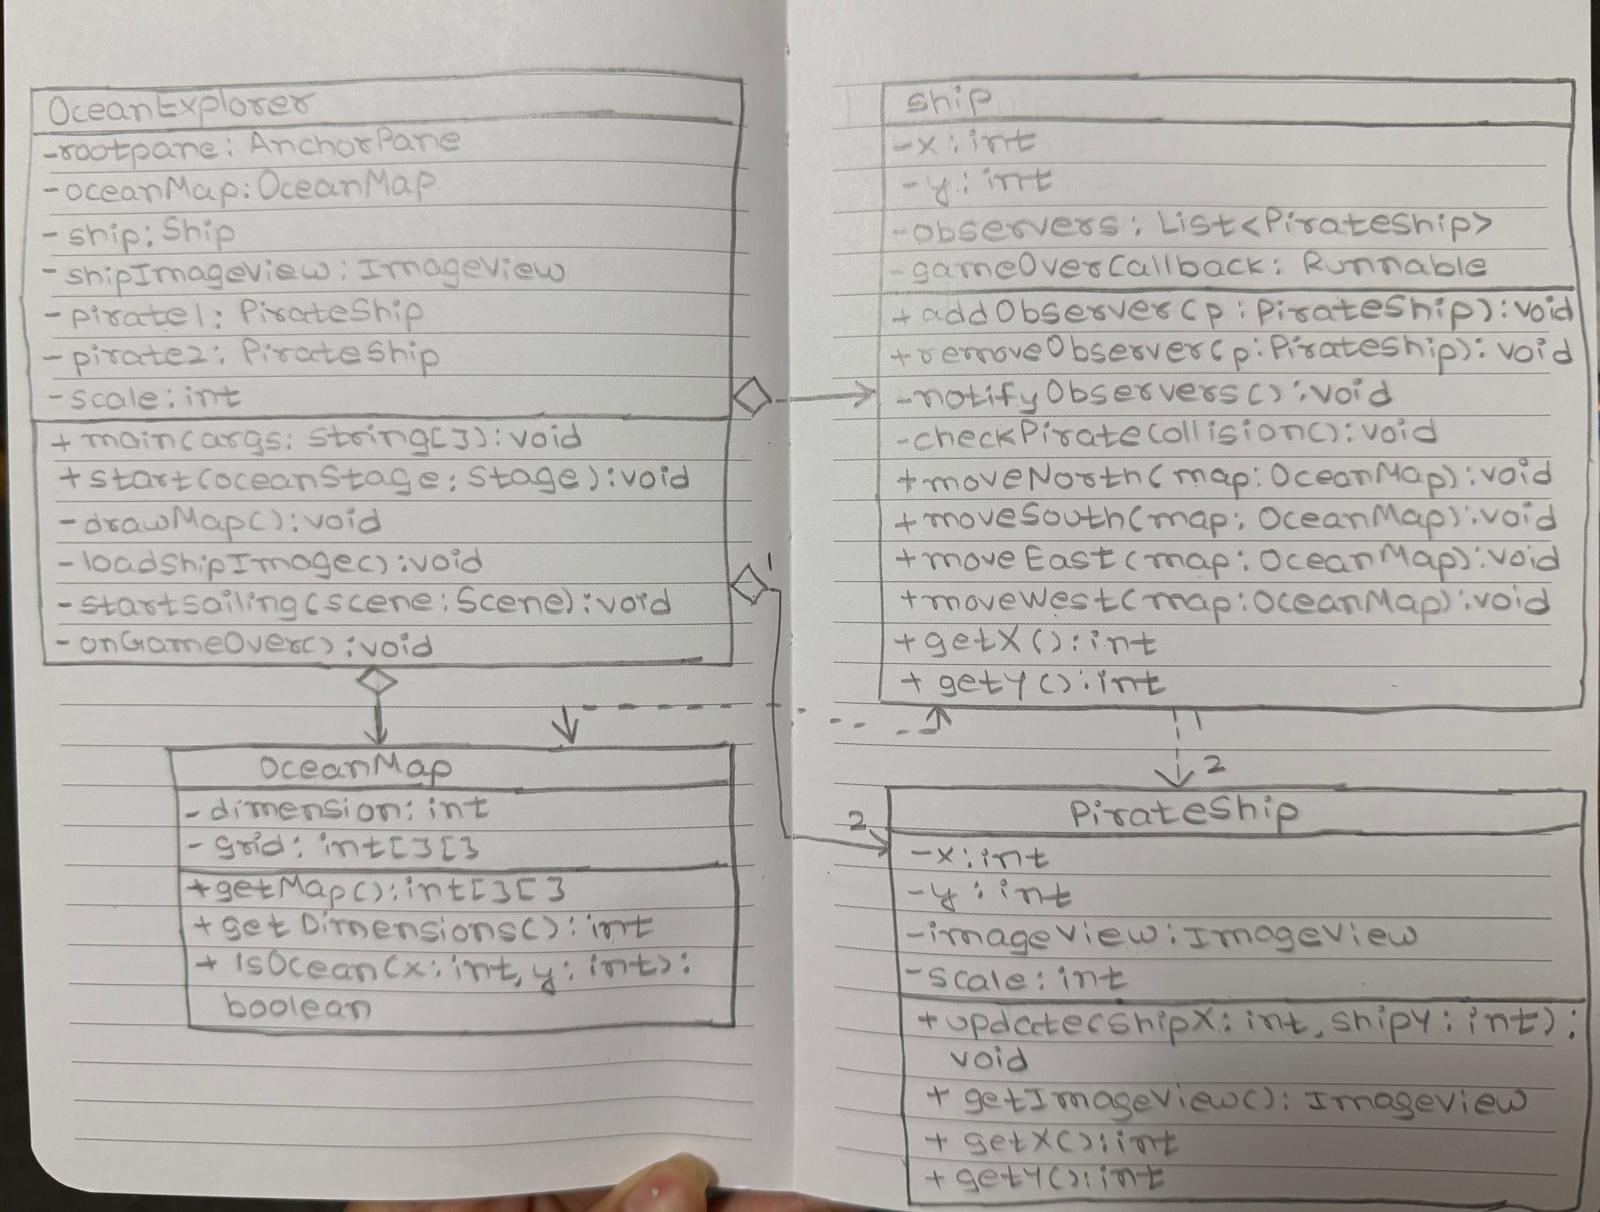 OceanExplorer
-rootpane: AnchorPane
-oceanMap: OceanMap
- ship: Ship
- shipImageView: ImageView
- pirate1: PirateShip
- pirate2: PirateShip
- scale: int
+ main(args: String[]): void
+ start(oceanStage: Stage): void
- drawMap(): void
- loadShipImage(): void
- startSailing(scene: Scene): void
- onGameOver(): void
1
OceanMap
- dimension: int
- grid: int[][]
+getMap(): int[][]
+ getDimensions(): int
+ isOcean(x: int, y: int):
boolean
Ship
-x: int
-y: int
-observers: List<PirateShip>
-gameOverCallback: Runnable
+ addObserver(p: PirateShip): void
+removeObserver(p: PirateShip): void
-notifyObservers(): void
-checkPirateCollision(): void
+moveNorth(map: OceanMap): void
+moveSouth(map: OceanMap): void
+moveEast(map: OceanMap): void
+moveWest(map: OceanMap): void
+ getX(): int
+ getY(): int
1
2
2
PirateShip
-x: int
-y: int
-imageView: ImageView
-scale: int
+update(shipX: int, shipY: int):
void
+ getImageView(): ImageView
+ getX(): int
+ getY(): int